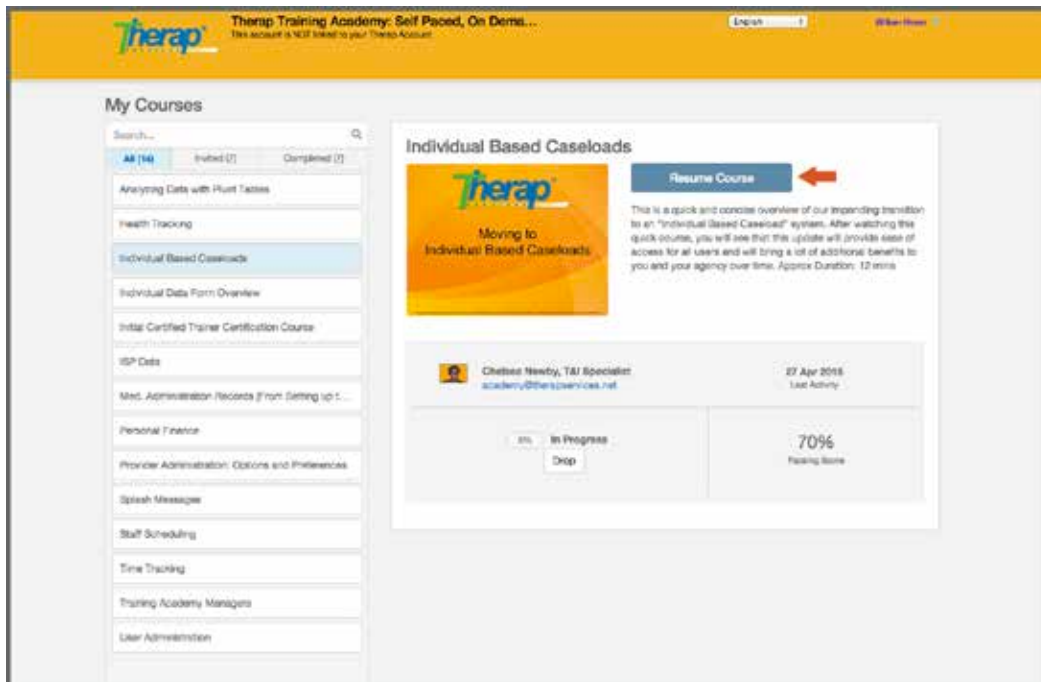 Therap
Therap Training Academy: Self Paced, On Dema...
This account is NOT linked to your Therap Account
English
My Courses
Search...
All (14)
Invited (7)
Completed (7)
Analyzing Data with Pivot Tables
Health Tracking
Individual Based Caseloads
Individual Data Form Overview
Initial Certified Trainer Certification Course
ISP Data
Med. Administration Records (From Setting up t...
Personal Finance
Provider Administration: Options and Preferences
Splash Messages
Staff Scheduling
Time Tracking
Training Academy Managers
User Administration
Individual Based Caseloads
Therap
Moving to
Individual Based Caseloads
Resume Course
This is a quick and concise overview of our impending transition
to an "Individual Based Caseload" system. After watching this
quick course, you will see that this update will provide ease of
access for all users and will bring a lot of additional benefits to
you and your agency over time. Approx Duration: 12 mins
Chelsea Newby, T&I Specialist
academy@therapservices.net
27 Apr 2015
Last Activity
In Progress
Drop
70%
Passing Score